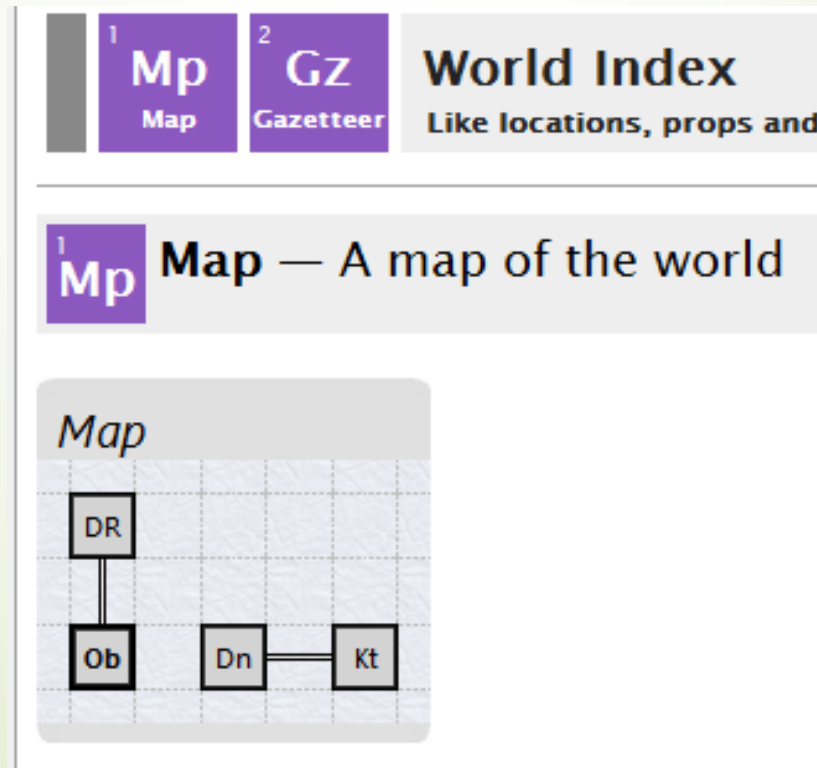 1
Mp
Map
2
Gz
Gazetteer
World Index
Like locations, props and
1
Mp
Map — A map of the world
Map
DR
Ob Dn Kt